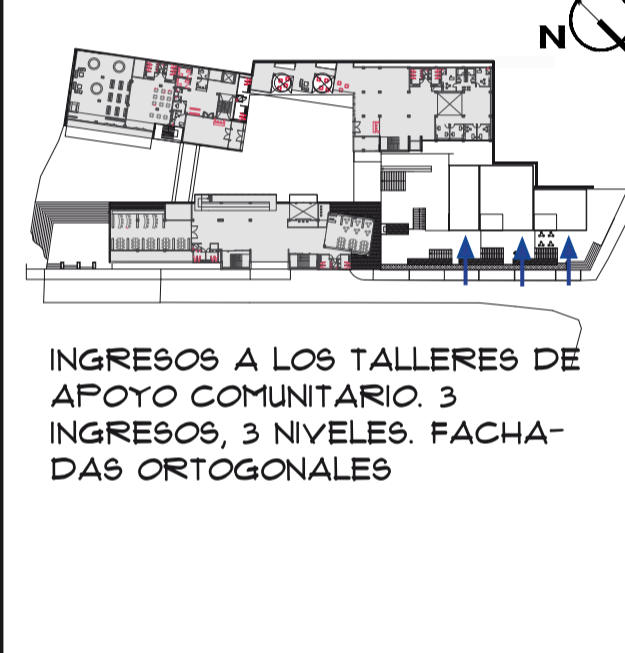 N
INGRESOS A LOS TALLERES DE
APOYO COMUNITARIO. 3
INGRESOS, 3 NIVELES. FACHA-
DAS ORTOGONALES